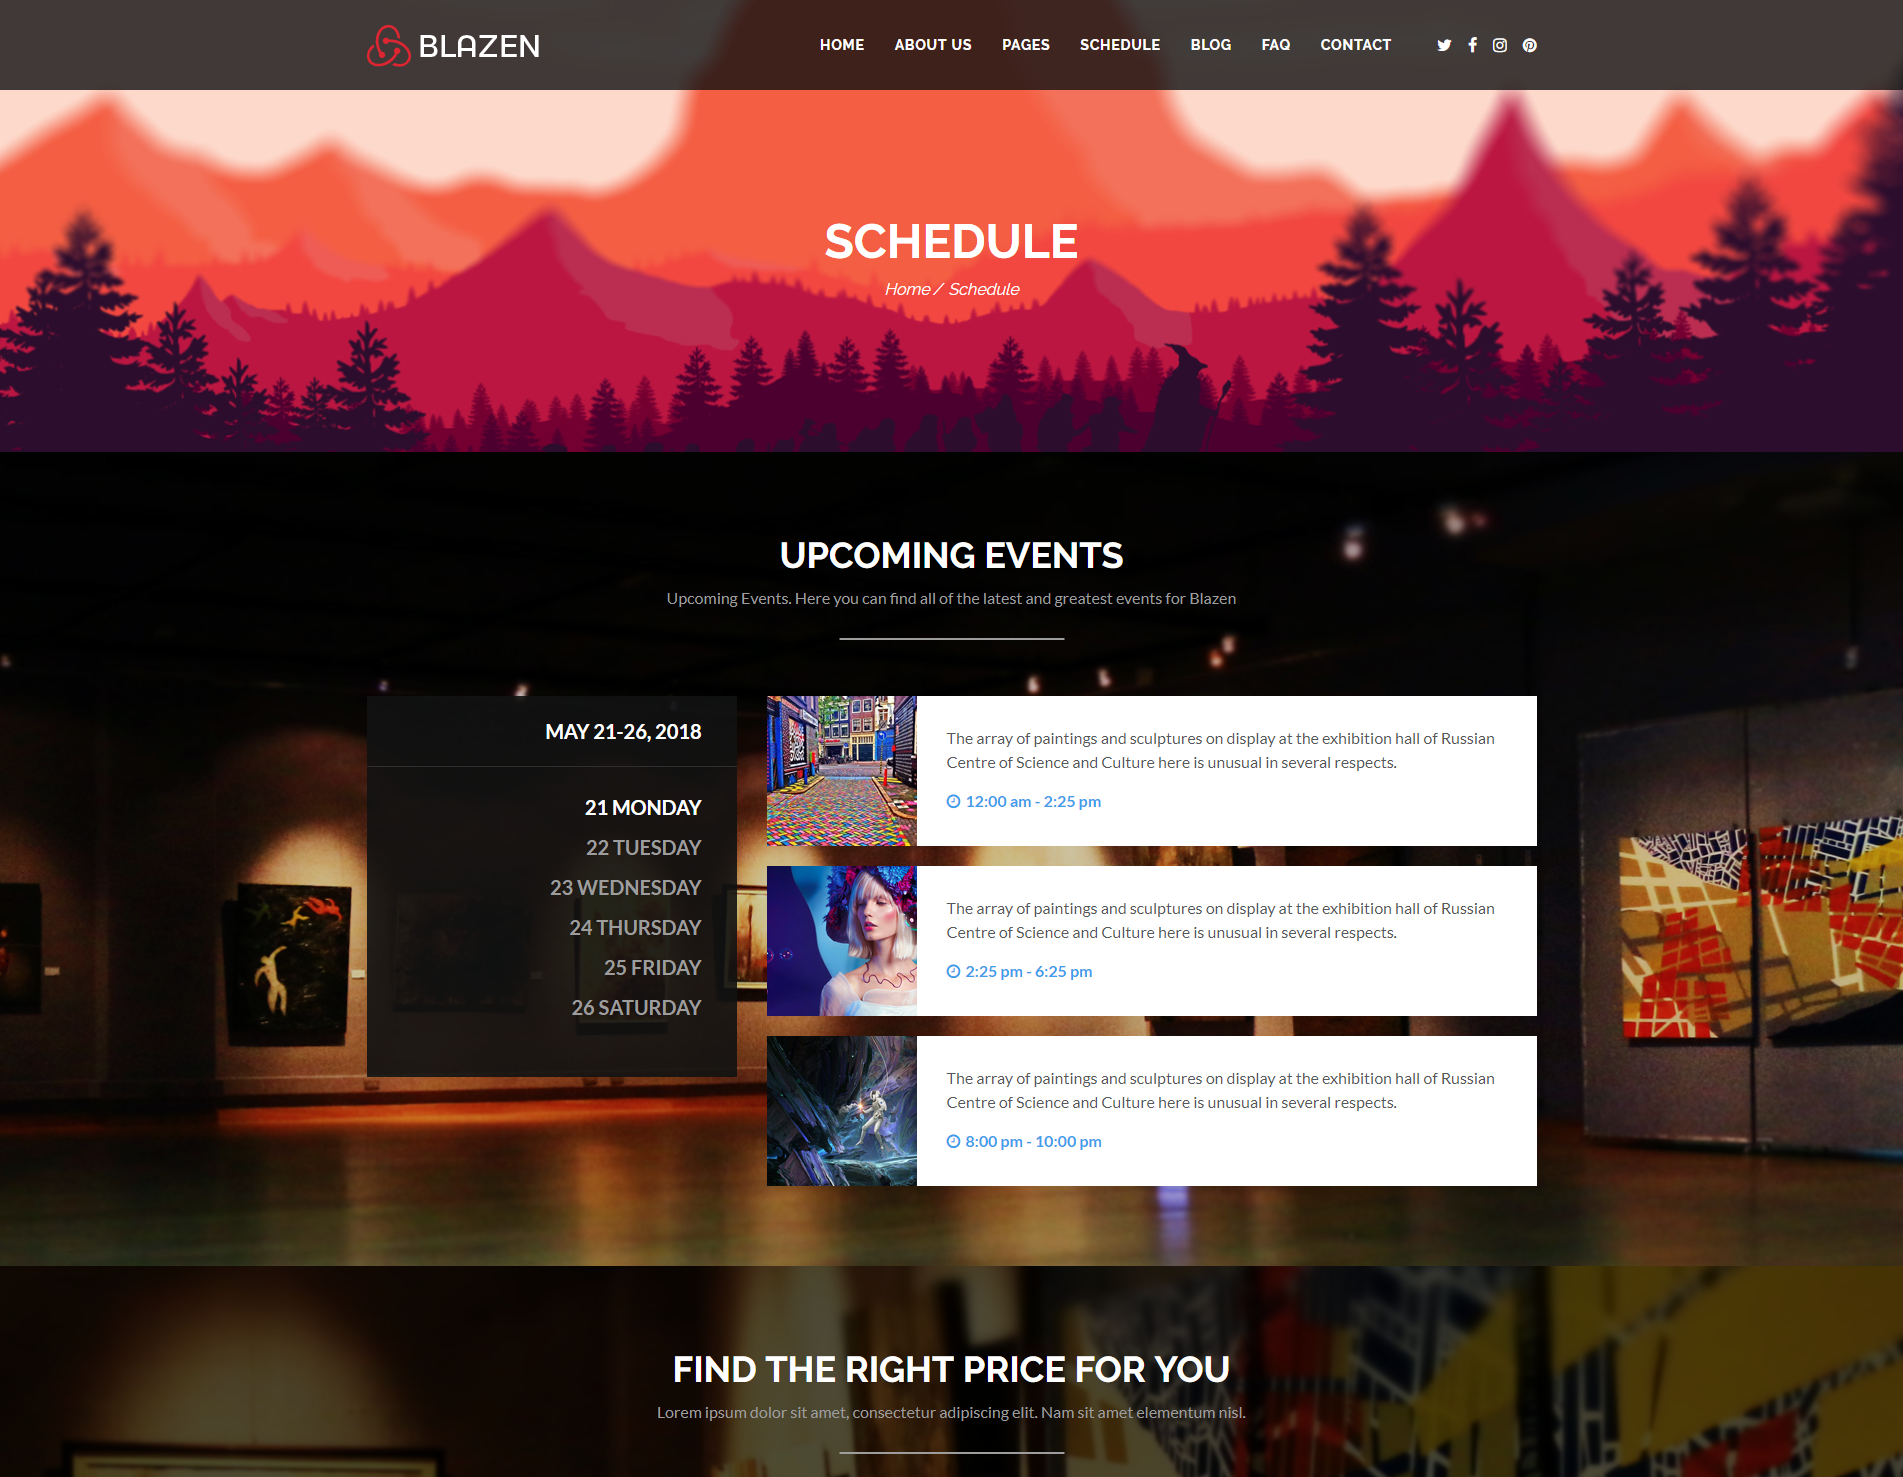 BLAZEN
HOME ABOUT US PAGES SCHEDULE BLOG FAQ CONTACT
SCHEDULE
Home / Schedule
UPCOMING EVENTS
Upcoming Events. Here you can find all of the latest and greatest events for Blazen
MAY 21-26, 2018
21 MONDAY
22 TUESDAY
23 WEDNESDAY
24 THURSDAY
25 FRIDAY
26 SATURDAY
The array of paintings and sculptures on display at the exhibition hall of Russian
Centre of Science and Culture here is unusual in several respects.
12:00 am - 2:25 pm
The array of paintings and sculptures on display at the exhibition hall of Russian
Centre of Science and Culture here is unusual in several respects.
2:25 pm - 6:25 pm
The array of paintings and sculptures on display at the exhibition hall of Russian
Centre of Science and Culture here is unusual in several respects.
8:00 pm - 10:00 pm
FIND THE RIGHT PRICE FOR YOU
Lorem ipsum dolor sit amet, consectetur adipiscing elit. Nam sit amet elementum nisl.